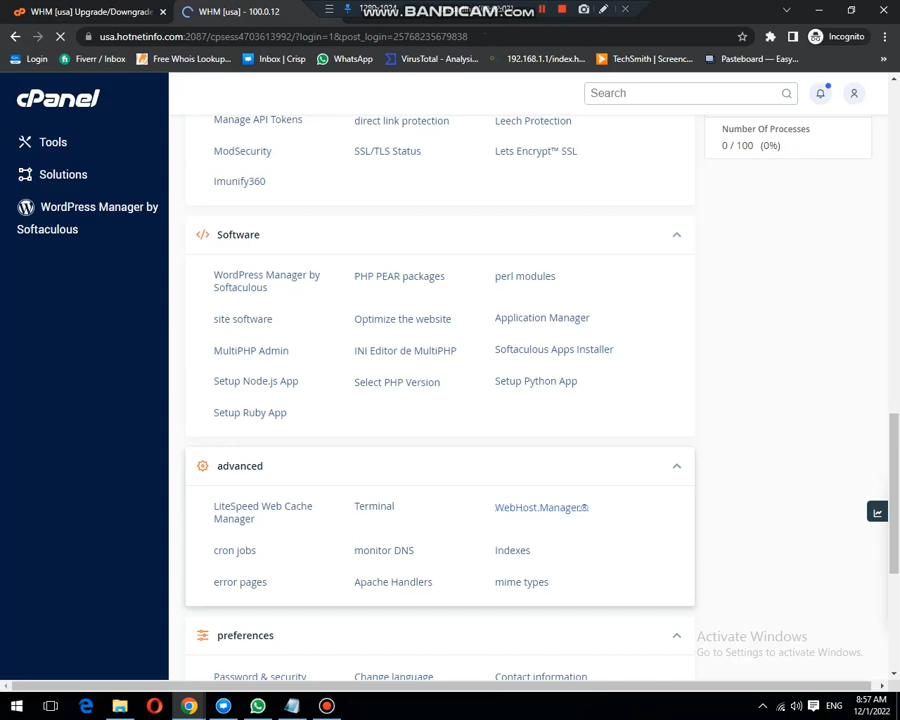 WHM [usa] Upgrade/Downgrade
WHM [usa] - 100.0.12
WWW.BANDICAM.COM
usa.hotnetinfo.com:2087/cpsess4703613992/?login=1&post_login=25768235679838
Incognito
Login
Fiverr / Inbox
Free Whois Lookup...
Inbox | Crisp
WhatsApp
VirusTotal - Analysi...
192.168.1.1/index.h...
TechSmith | Screenc...
Pasteboard — Easy...
»
cPanel
Search
Tools
Solutions
WordPress Manager by
Softaculous
Manage API Tokens
direct link protection
Leech Protection
ModSecurity
SSL/TLS Status
Lets Encrypt™ SSL
Imunify360
Number Of Processes
0 / 100 (0%)
Software
WordPress Manager by
Softaculous
PHP PEAR packages
perl modules
site software
Optimize the website
Application Manager
MultiPHP Admin
INI Editor de MultiPHP
Softaculous Apps Installer
Setup Node.js App
Select PHP Version
Setup Python App
Setup Ruby App
advanced
LiteSpeed Web Cache
Manager
Terminal
WebHost Manager®
cron jobs
monitor DNS
Indexes
error pages
Apache Handlers
mime types
preferences
Password & security
Change language
Contact information
Activate Windows
Go to Settings to activate Windows.
ENG
8:57 AM
12/1/2022